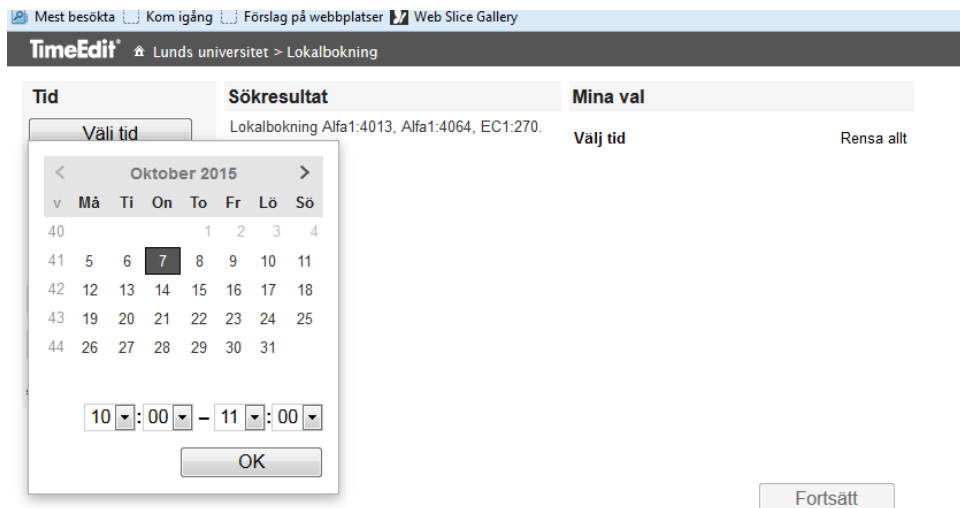 Mest besökta Kom igång Förslag på webbplatser Web Slice Gallery
TimeEdit Lunds universitet > Lokalbokning
Tid
Välj tid
Sökresultat
Lokalbokning Alfa1:4013, Alfa1:4064, EC1:270.
Mina val
Välj tid Rensa allt
< Oktober 2015 >
v Må Ti On To Fr Lö Sö
40 1 2 3 4
41 5 6 7 8 9 10 11
42 12 13 14 15 16 17 18
43 19 20 21 22 23 24 25
44 26 27 28 29 30 31
10 : 00 – 11 : 00
OK
Fortsätt